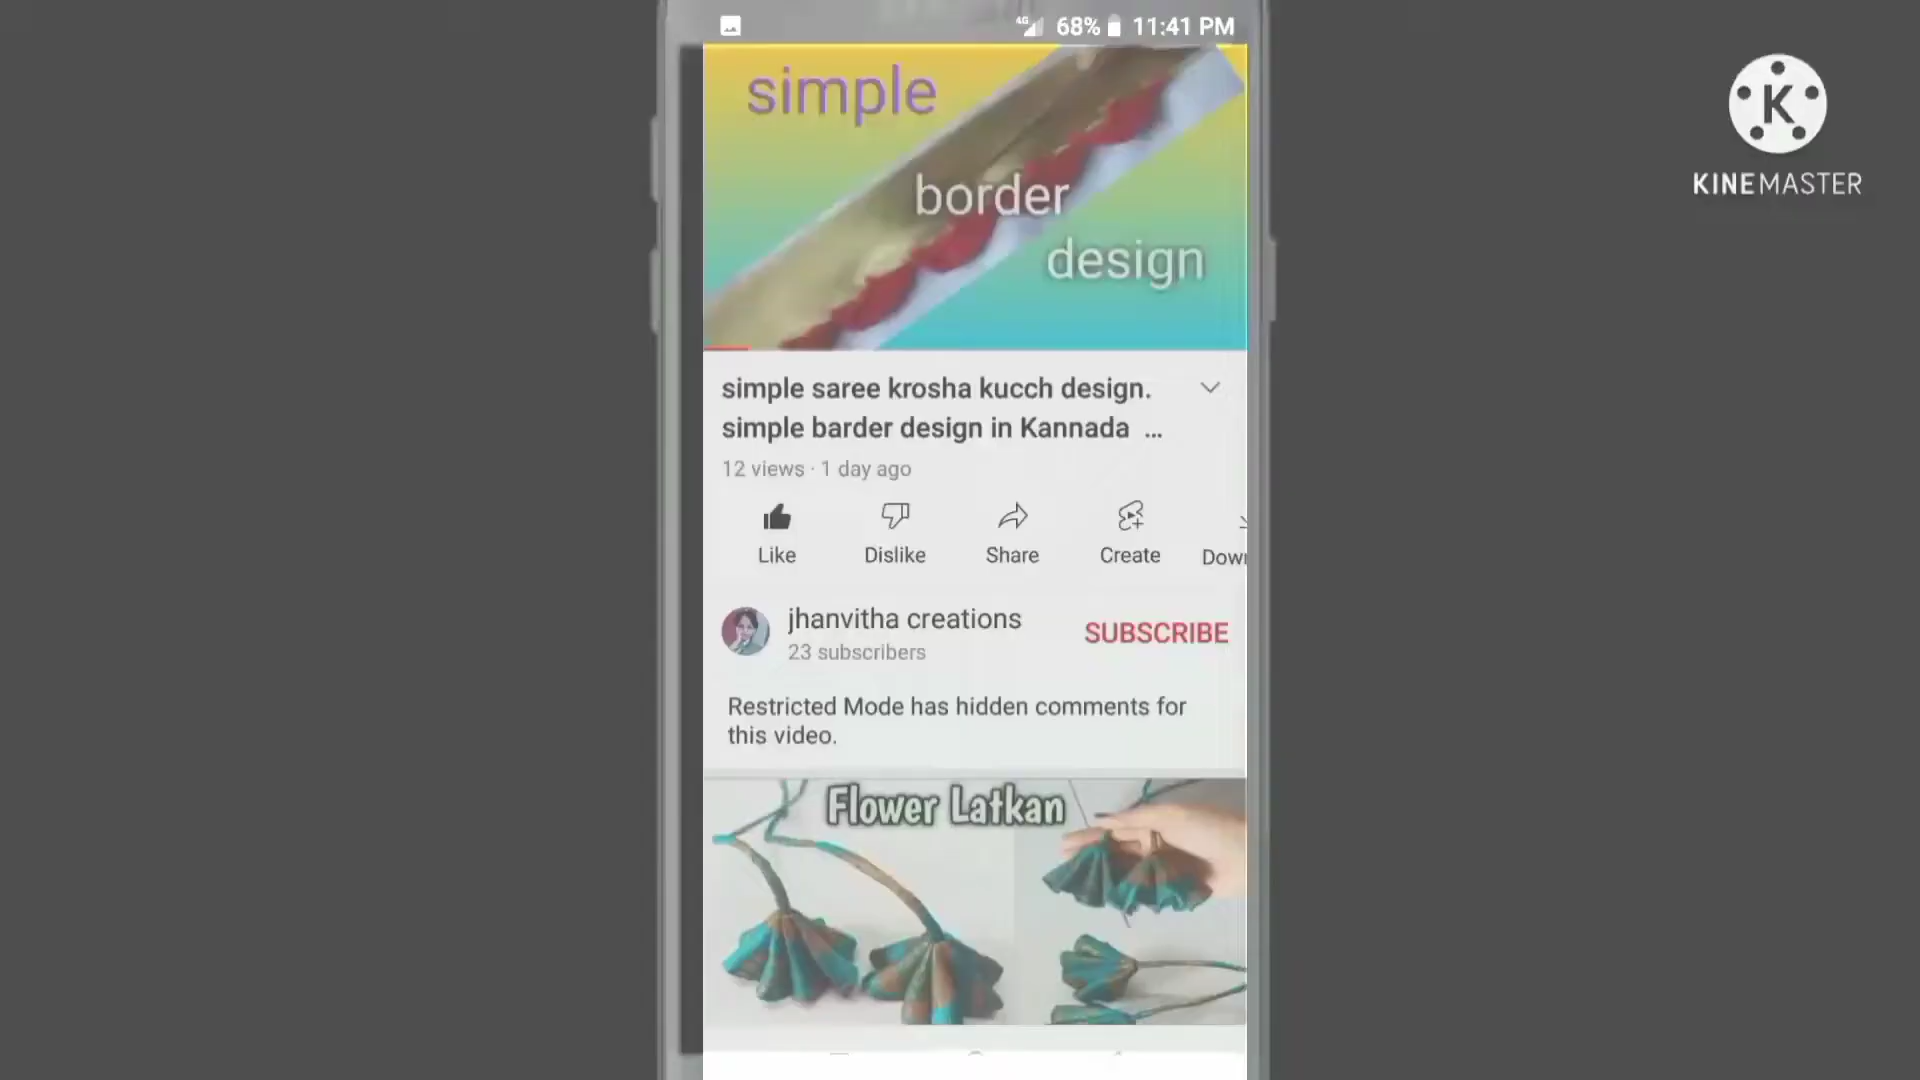 4G 68% 11:41 PM
K
KINEMASTER
simple
border
design
simple saree krosha kucch design.
simple barder design in Kannada ...
12 views · 1 day ago
Like Dislike Share Create Dow
jhanvitha creations
SUBSCRIBE
23 subscribers
Restricted Mode has hidden comments for
this video.
Flower Latkan